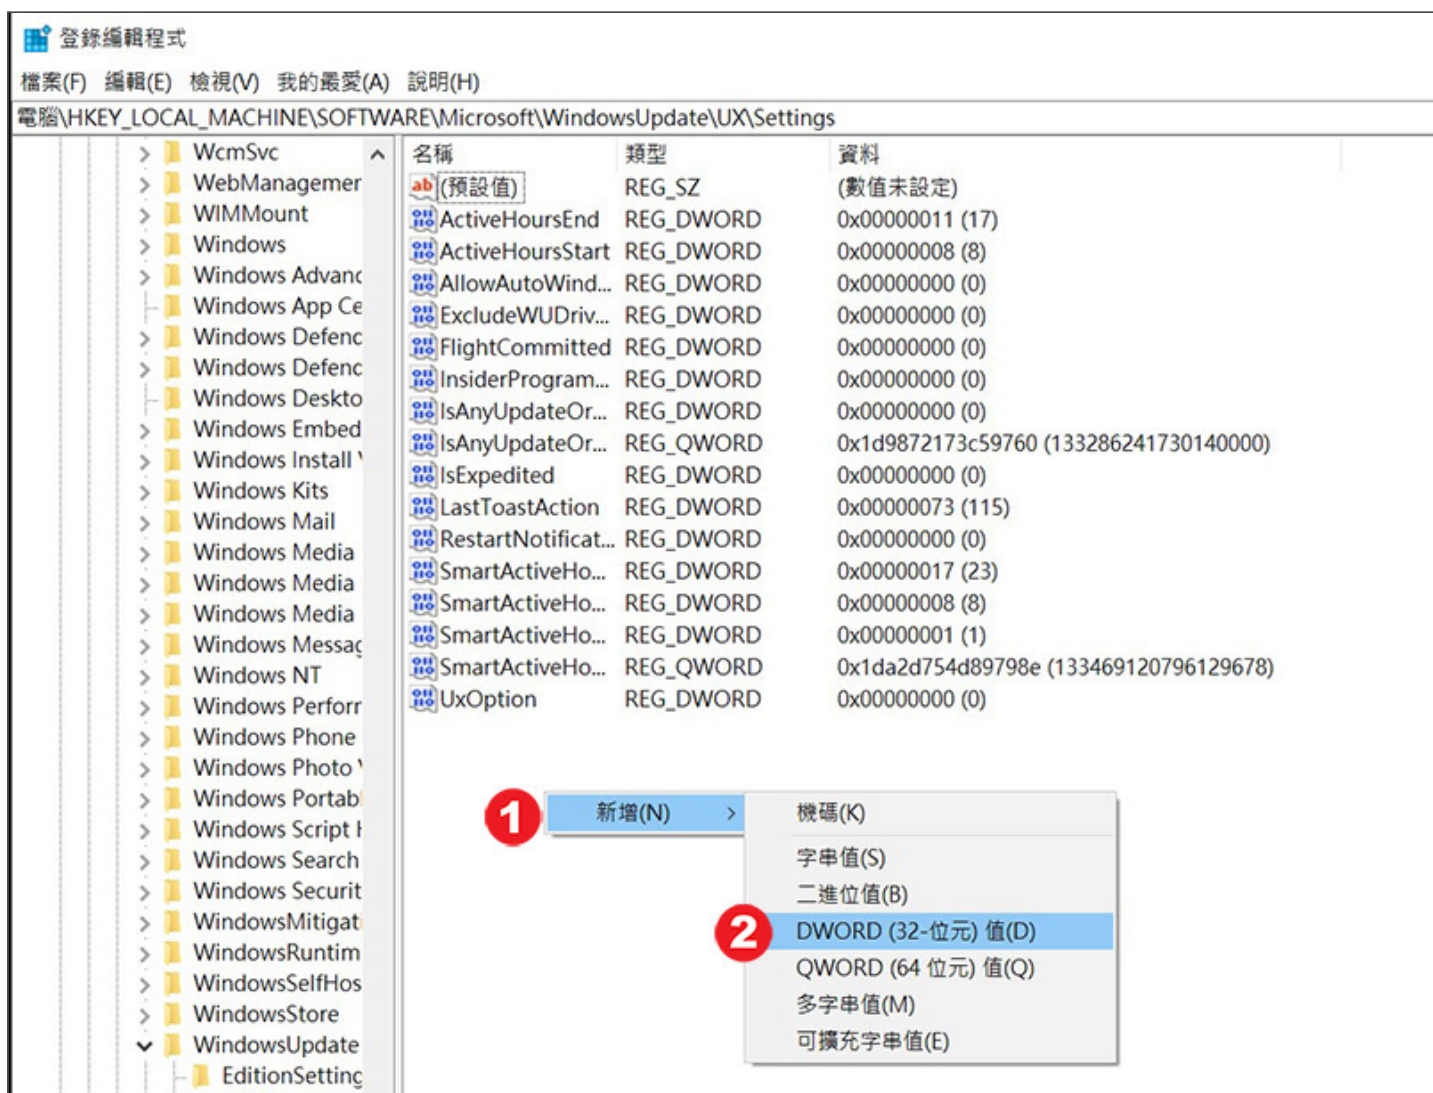 登錄編輯程式
檔案(F) 編輯(E) 檢視(V) 我的最愛(A) 說明(H)
電腦\HKEY_LOCAL_MACHINE\SOFTWARE\Microsoft\WindowsUpdate\UX\Settings
WcmSvc
WebManagemer
WIMMount
Windows
Windows Advanc
Windows App Ce
Windows Defenc
Windows Defenc
Windows Deskto
Windows Embed
Windows Install
Windows Kits
Windows Mail
Windows Media
Windows Media
Windows Media
Windows Messag
Windows NT
Windows Perforr
Windows Phone
Windows Photo
Windows Portab
Windows Script
Windows Search
Windows Securit
WindowsMitigat
WindowsRuntim
WindowsSelfHos
WindowsStore
WindowsUpdate
EditionSetting
名稱 類型 資料
ab (預設值) REG_SZ (數值未設定)
ActiveHoursEnd REG_DWORD 0x00000011 (17)
ActiveHoursStart REG_DWORD 0x00000008 (8)
AllowAutoWind... REG_DWORD 0x00000000 (0)
ExcludeWUDriv... REG_DWORD 0x00000000 (0)
FlightCommitted REG_DWORD 0x00000000 (0)
InsiderProgram... REG_DWORD 0x00000000 (0)
IsAnyUpdateOr... REG_DWORD 0x00000000 (0)
IsAnyUpdateOr... REG_QWORD 0x1d9872173c59760 (133286241730140000)
IsExpedited REG_DWORD 0x00000000 (0)
LastToastAction REG_DWORD 0x00000073 (115)
RestartNotificat... REG_DWORD 0x00000000 (0)
SmartActiveHo... REG_DWORD 0x00000017 (23)
SmartActiveHo... REG_DWORD 0x00000008 (8)
SmartActiveHo... REG_DWORD 0x00000001 (1)
SmartActiveHo... REG_QWORD 0x1da2d754d89798e (133469120796129678)
UxOption REG_DWORD 0x00000000 (0)
1 新增(N) >
機碼(K)
字串值(S)
二進位值(B)
2 DWORD (32-位元) 值(D)
QWORD (64 位元) 值(Q)
多字串值(M)
可擴充字串值(E)